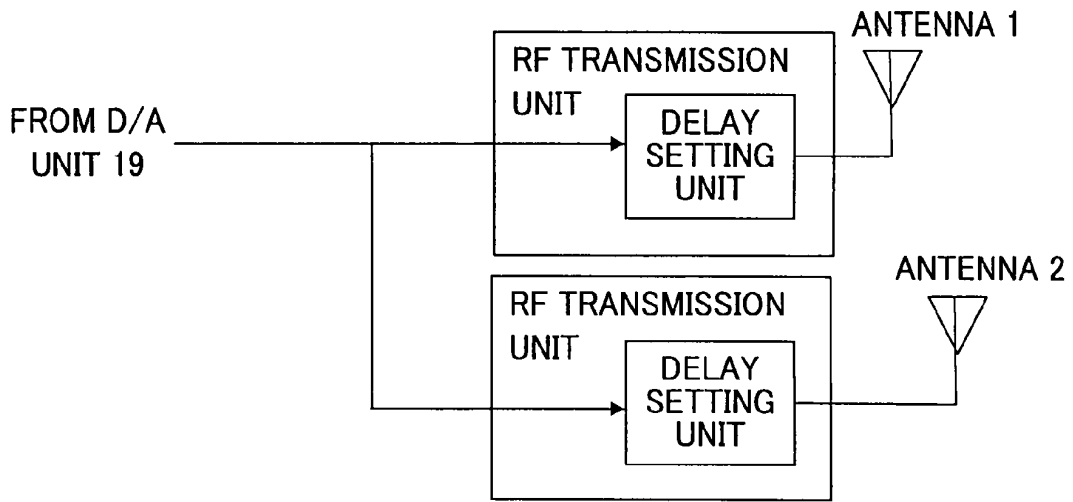 ANTENNA 1
RF TRANSMISSION
UNIT
DELAY
SETTING
UNIT
FROM D/A
UNIT 19
ANTENNA 2
RF TRANSMISSION
UNIT
DELAY
SETTING
UNIT